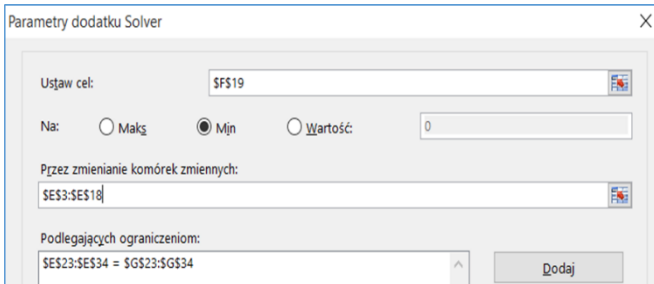 Parametry dodatku Solver
Ustaw cel: $F$19
Na: Maks Min Wartość: 0
Przez zmienianie komórek zmiennych:
$E$3:$E$18
Podlegających ograniczeniom:
$E$23:$E$34 = $G$23:$G$34
Dodaj